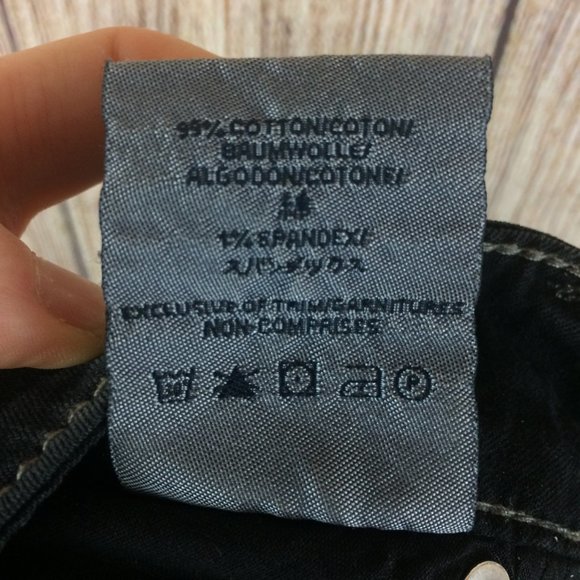 99% COTTON/COTON/
BAUMWOLLE/
ALGODON/COTONE/
綿
1% SPANDEX/
スパンデックス
EXCLUSIVE OF TRIM/GARNITURES
NON-COMPRISES
P